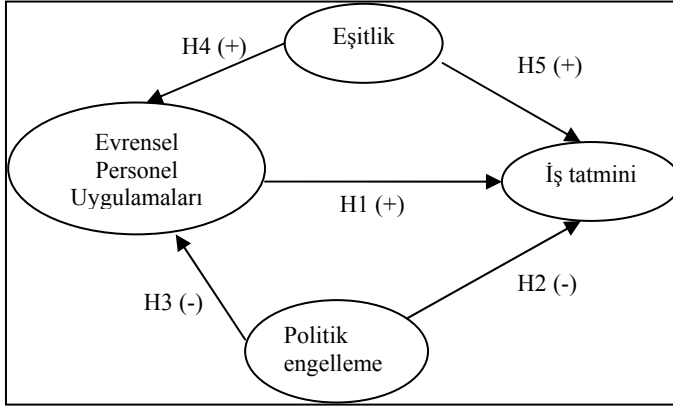 Eşitlik
H4 (+)
H5 (+)
Evrensel
Personel
Uygulamaları
İş tatmini
H1 (+)
H3 (-)
H2 (-)
Politik
engelleme